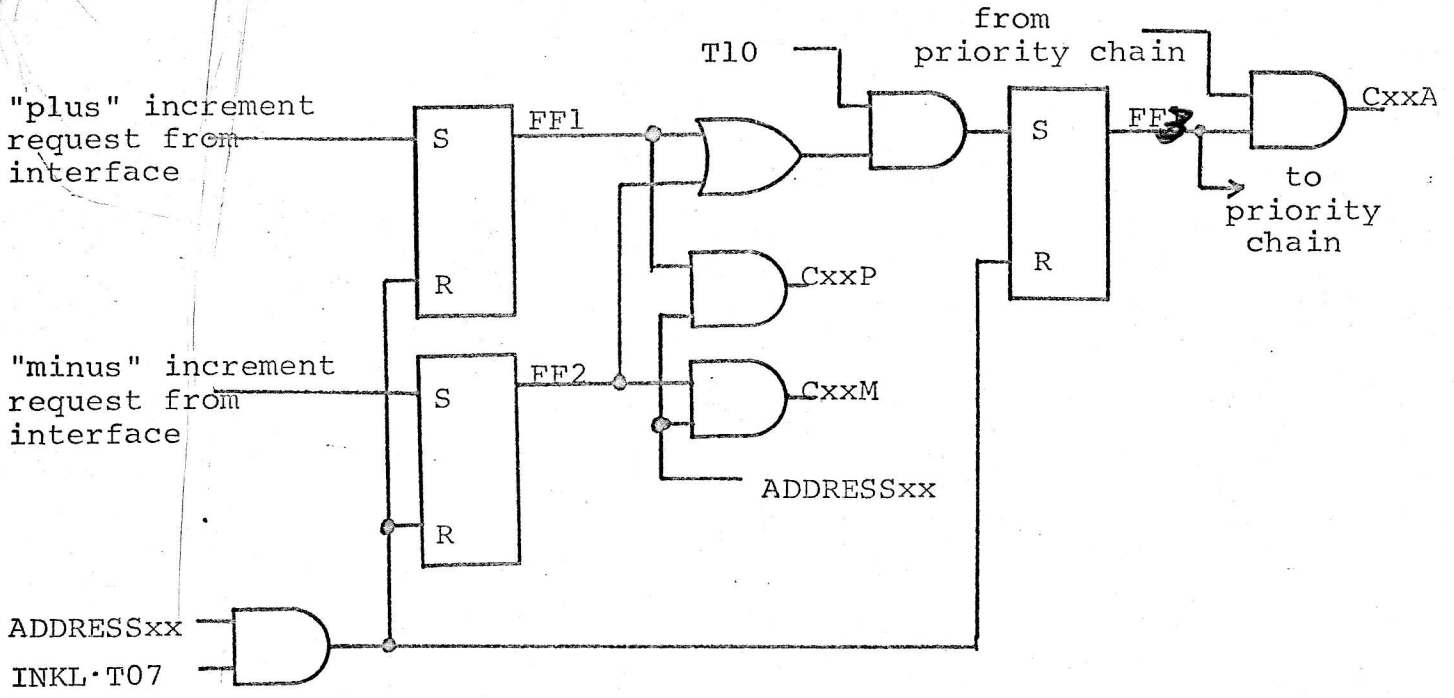 from
priority chain
T10
CxxA
"plus" increment
request from
interface
S
FF1
S
FF3
to
priority
chain
R
R
CxxP
"minus" increment
request from
interface
S
FF2
CxxM
ADDRESSxx
R
ADDRESSxx
INKL·T07